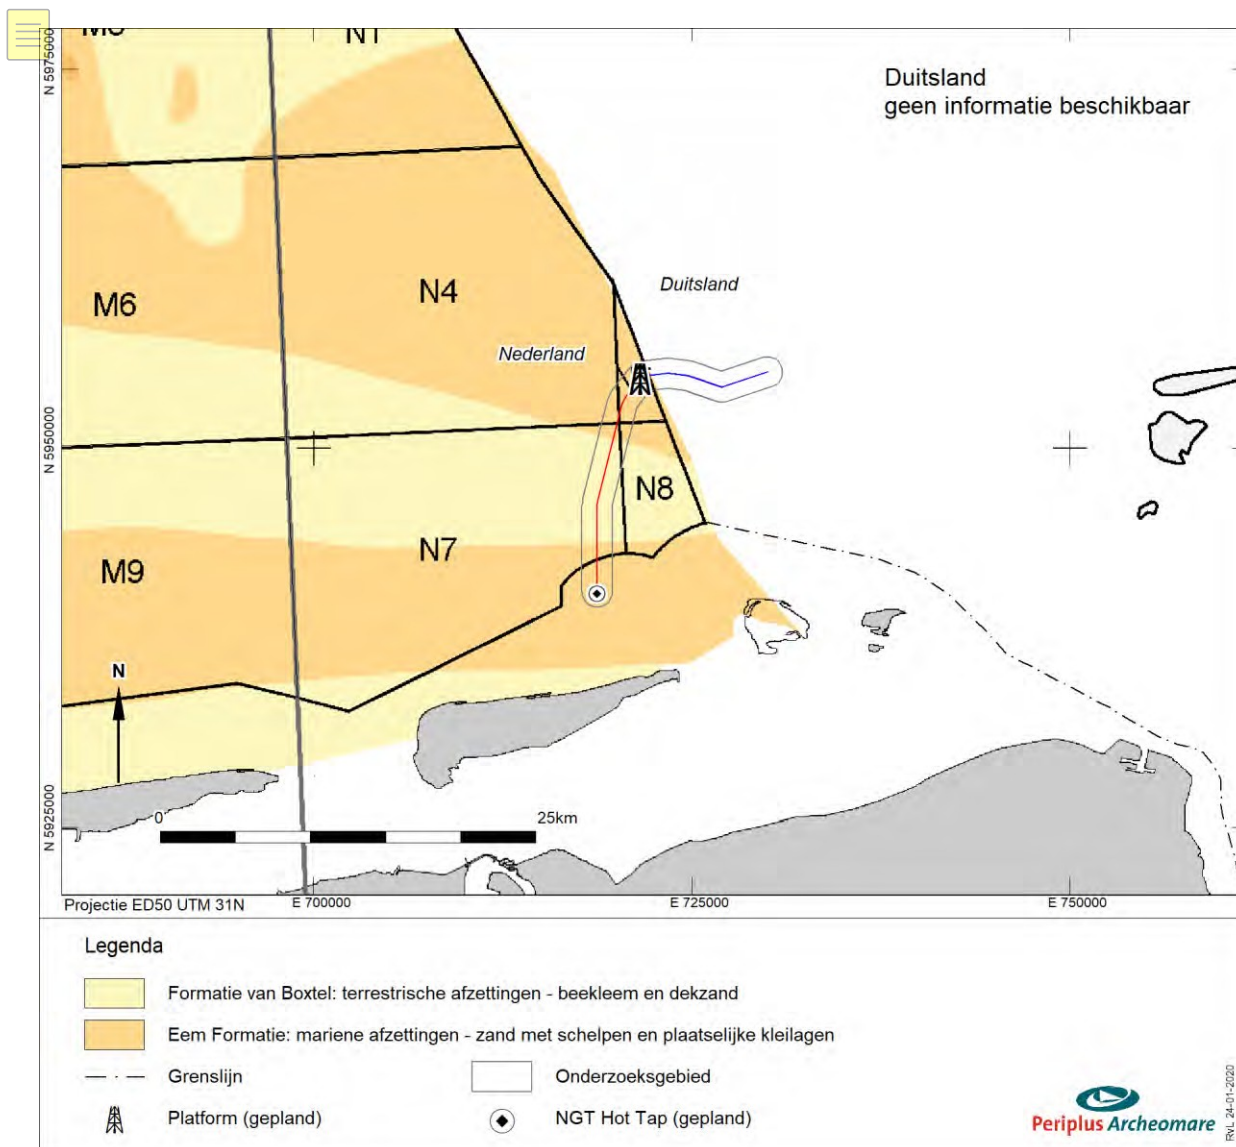 N1
Duitsland
geen informatie beschikbaar
N 5975000
M6
N4
Duitsland
Nederland
N 5950000
N8
N7
M9
N
0
25km
N 5925000
Projectie ED50 UTM 31N
E 700000
E 725000
E 750000
Legenda
Formatie van Boxtel: terrestrische afzettingen - beekleem en dekzand
Eem Formatie: mariene afzettingen - zand met schelpen en plaatselijke kleilagen
Grenslijn
Onderzoeksgebied
Platform (gepland)
NGT Hot Tap (gepland)
Periplus Archeomare
RvL 24-01-2020